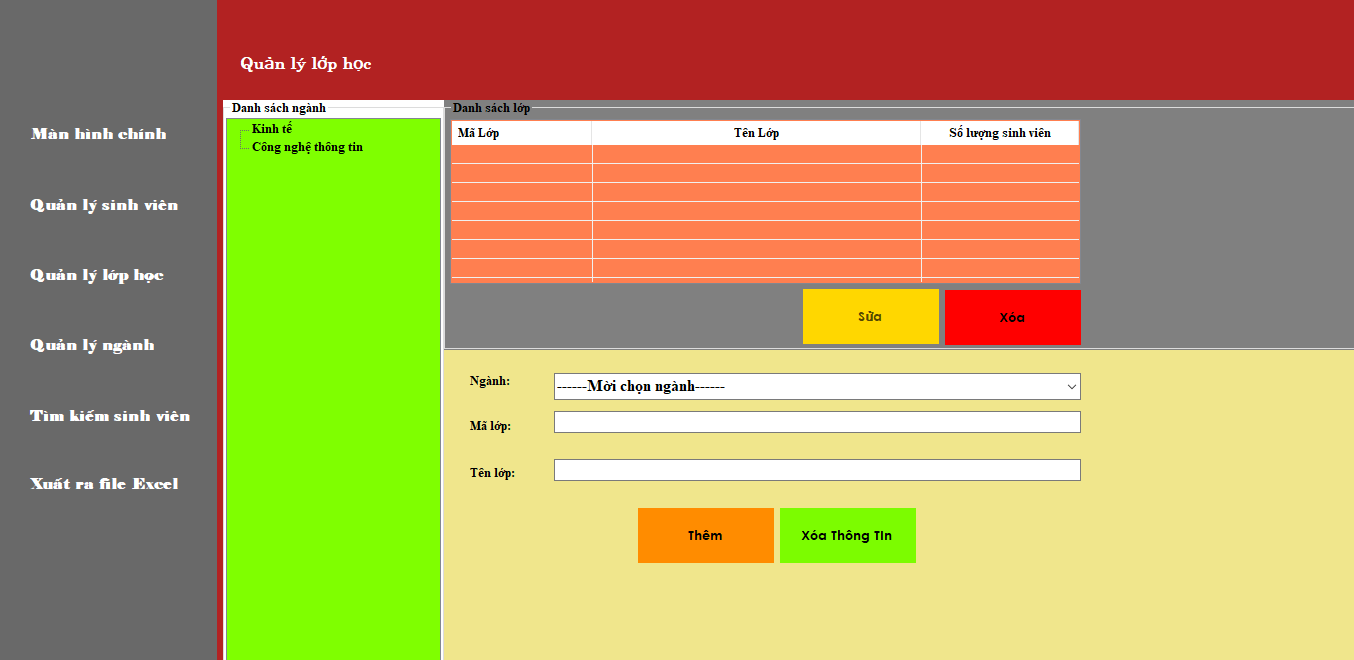 Quản lý lớp học
Màn hình chính
Quản lý sinh viên
Quản lý lớp học
Quản lý ngành
Tìm kiếm sinh viên
Xuất ra file Excel
Danh sách ngành
Kinh tế
Công nghệ thông tin
Danh sách lớp
Mã Lớp Tên Lớp Số lượng sinh viên
Sửa Xóa
Ngành: ------Mời chọn ngành------
Mã lớp:
Tên lớp:
Thêm Xóa Thông Tin